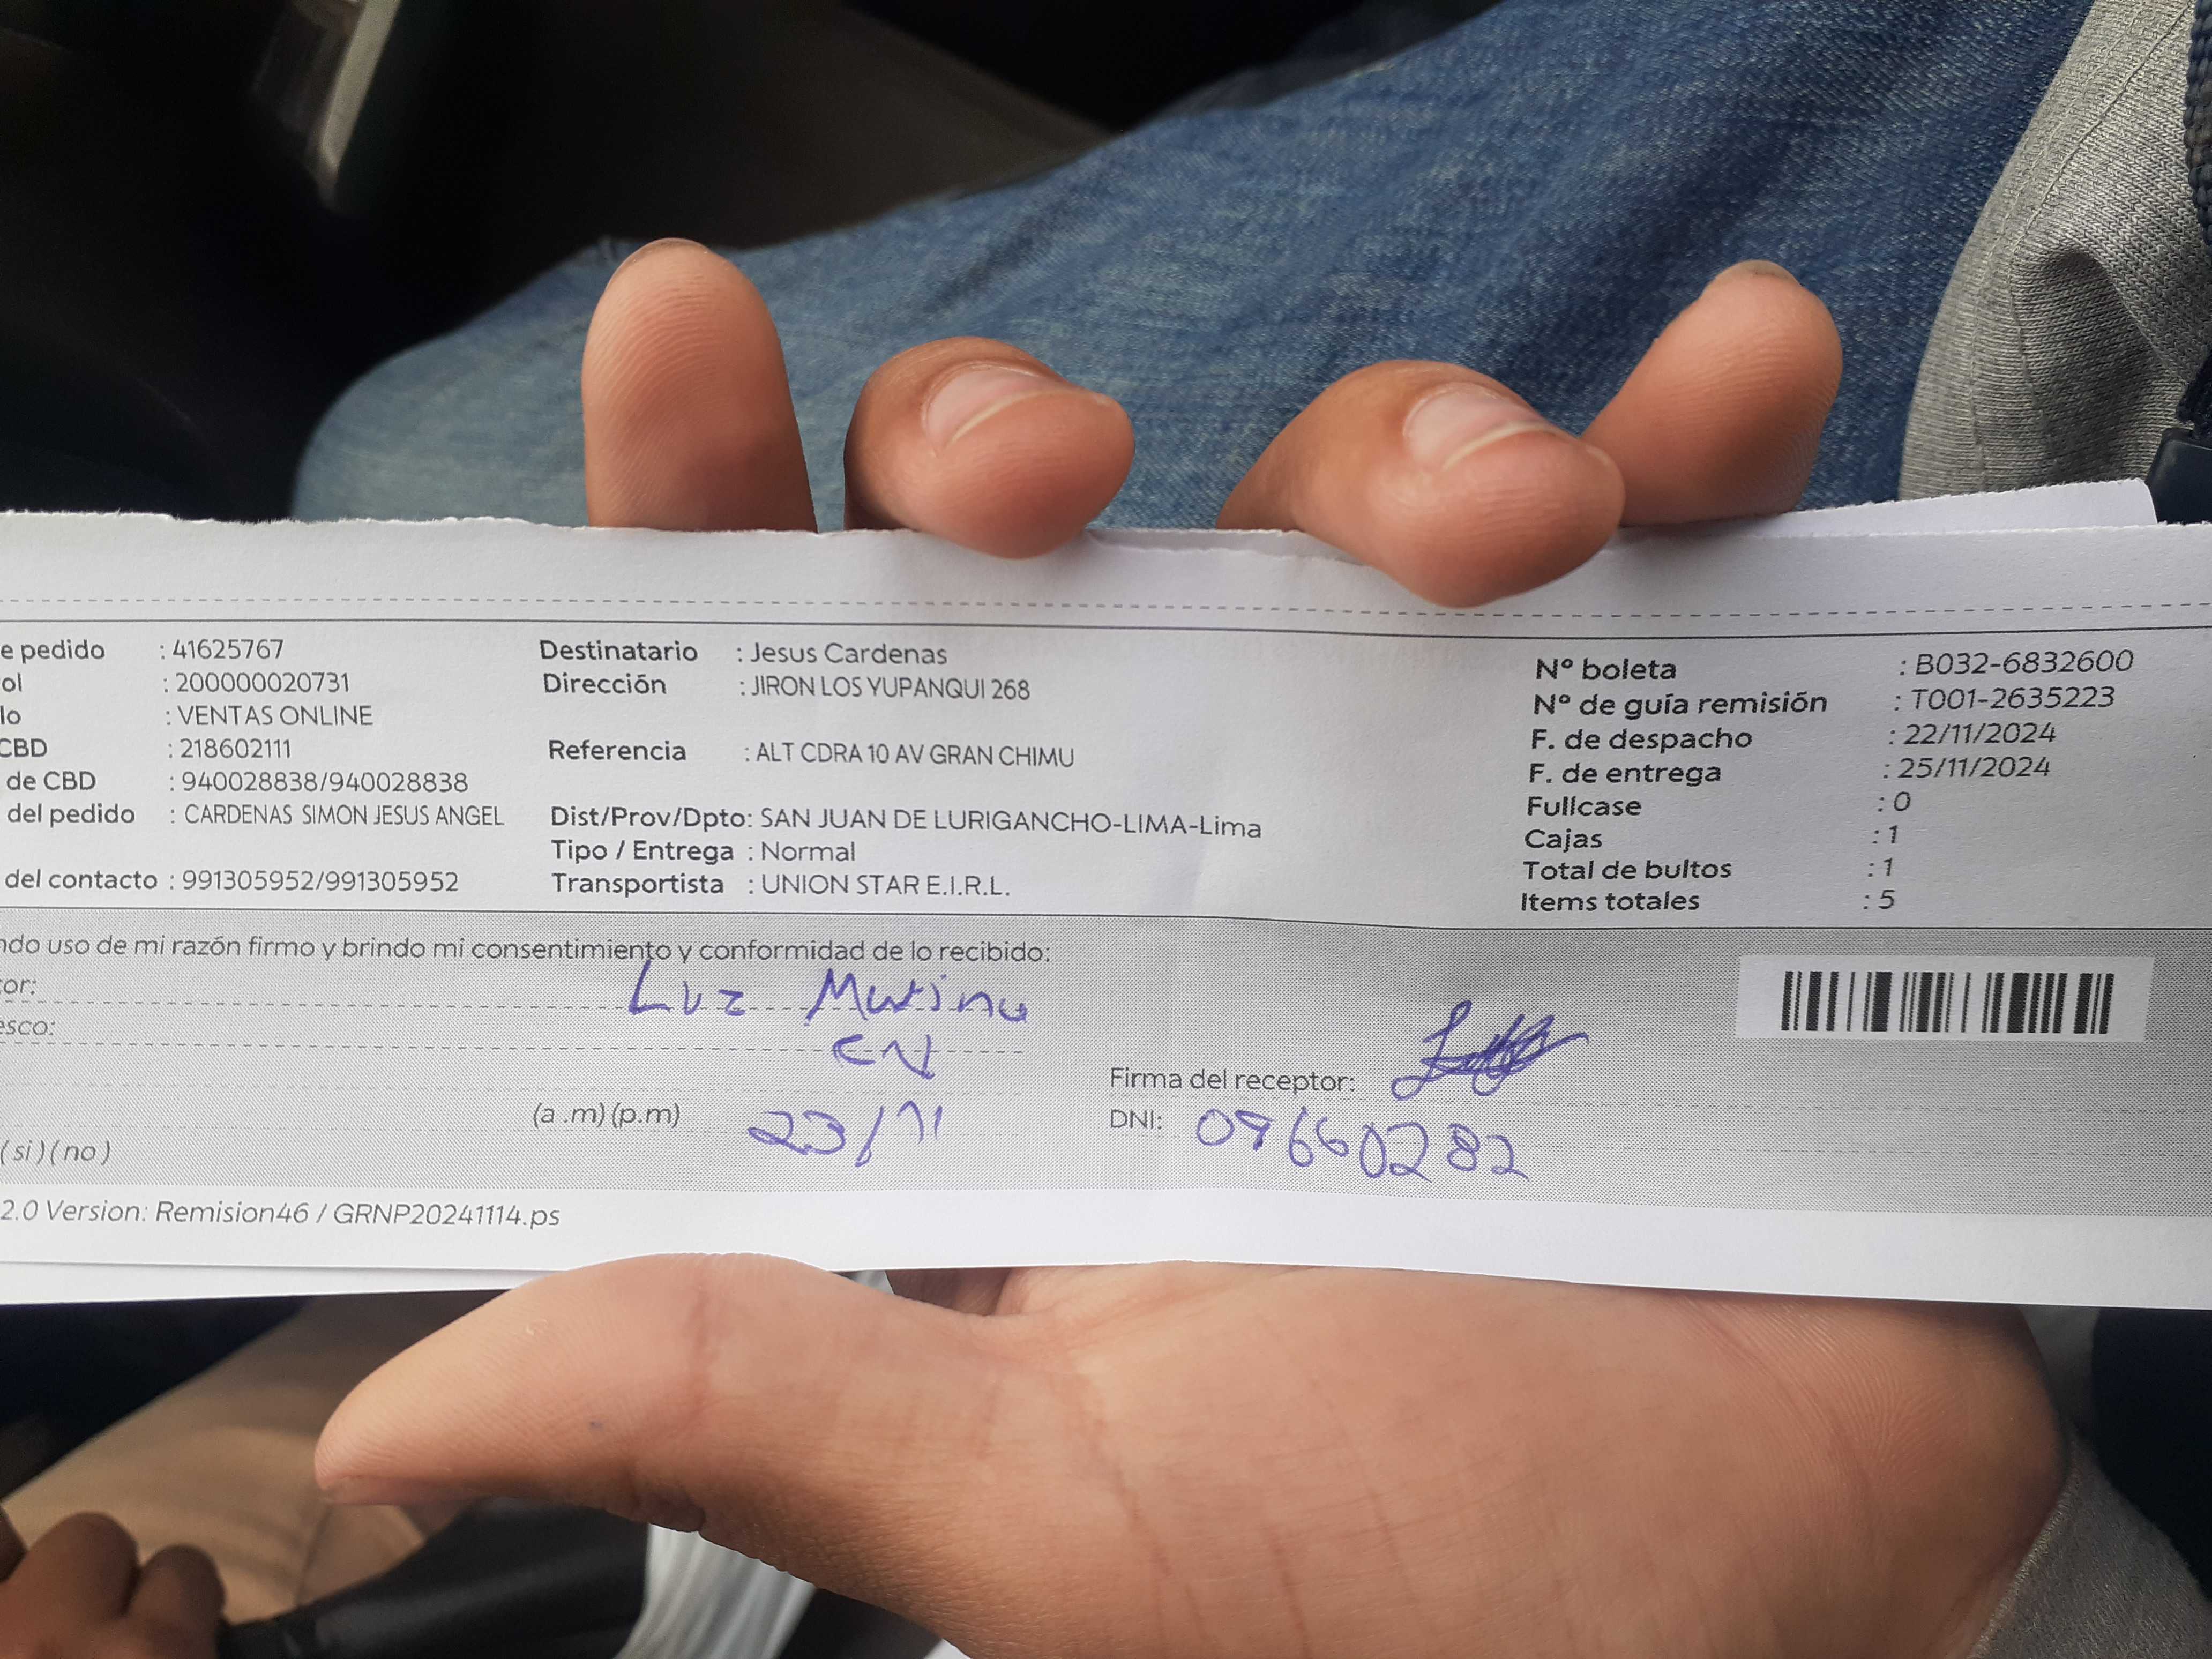 e pedido : 41625767
ol : 200000020731
lo : VENTAS ONLINE
CBD : 218602111
de CBD : 940028838/940028838
del pedido : CARDENAS SIMON JESUS ANGEL
del contacto : 991305952/991305952
Destinatario : Jesus Cardenas
Dirección : JIRON LOS YUPANQUI 268
Referencia : ALT CDRA 10 AV GRAN CHIMU
Dist/Prov/Dpto: SAN JUAN DE LURIGANCHO-LIMA-Lima
Tipo / Entrega : Normal
Transportista : UNION STAR E.I.R.L.
Nº boleta : B032-6832600
Nº de guía remisión : T001-2635223
F. de despacho : 22/11/2024
F. de entrega : 25/11/2024
Fullcase : 0
Cajas : 1
Total de bultos : 1
Items totales : 5
ndo uso de mi razón firmo y brindo mi consentimiento y conformidad de lo recibido:
tor: Luz
esco: CN
Firma del receptor:
(a .m) (p.m) 23/11
DNI: 09660282
( si ) ( no )
2.0 Version: Remision46 / GRNP20241114.ps